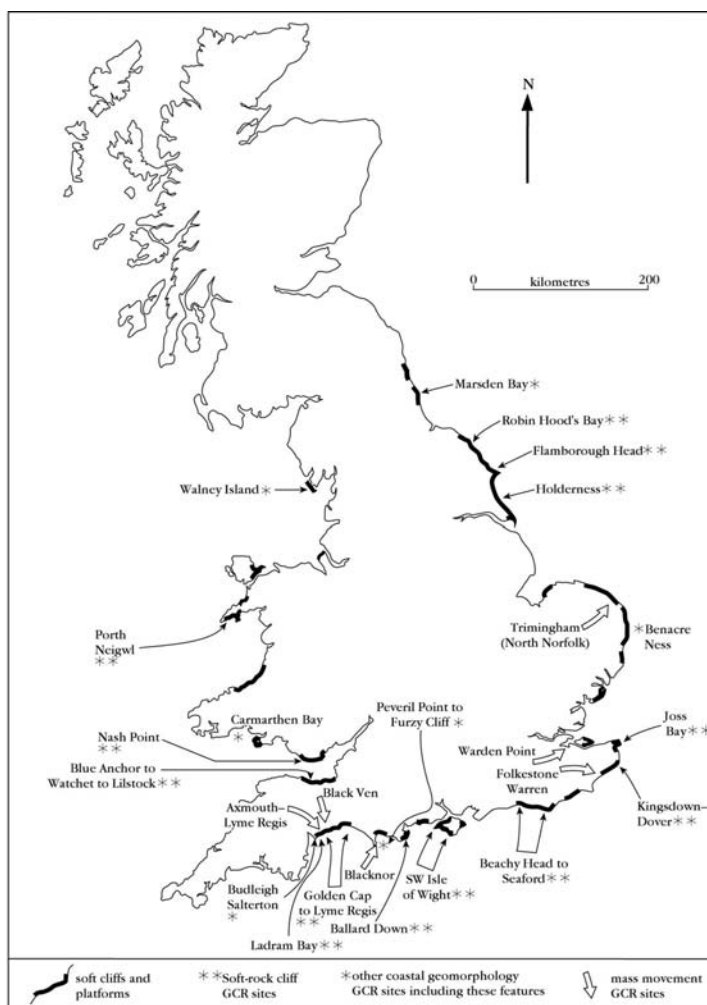 N
0 kilometres 200
Marsden Bay*
Robin Hood's Bay**
Flamborough Head**
Holderness**
Walney Island*
Trimingham
(North Norfolk)
*Benacre
Ness
Porth
Neigwl
**
Carmarthen Bay
*
Peveril Point to
Furzy Cliff *
Joss
Bay**
Nash Point
**
Warden Point
Blue Anchor to
Watchet to Lilstock**
Folkestone
Warren
Black Ven
Axmouth–
Lyme Regis
Kingsdown–
Dover**
Beachy Head to
Seaford**
*
Blacknor
SW Isle
of Wight**
Budleigh
Salterton
*
Golden Cap
to Lyme Regis
**
Ballard Down**
Ladram Bay**
soft cliffs and
platforms
**Soft-rock cliff
GCR sites
*other coastal geomorphology
GCR sites including these features
mass movement
GCR sites